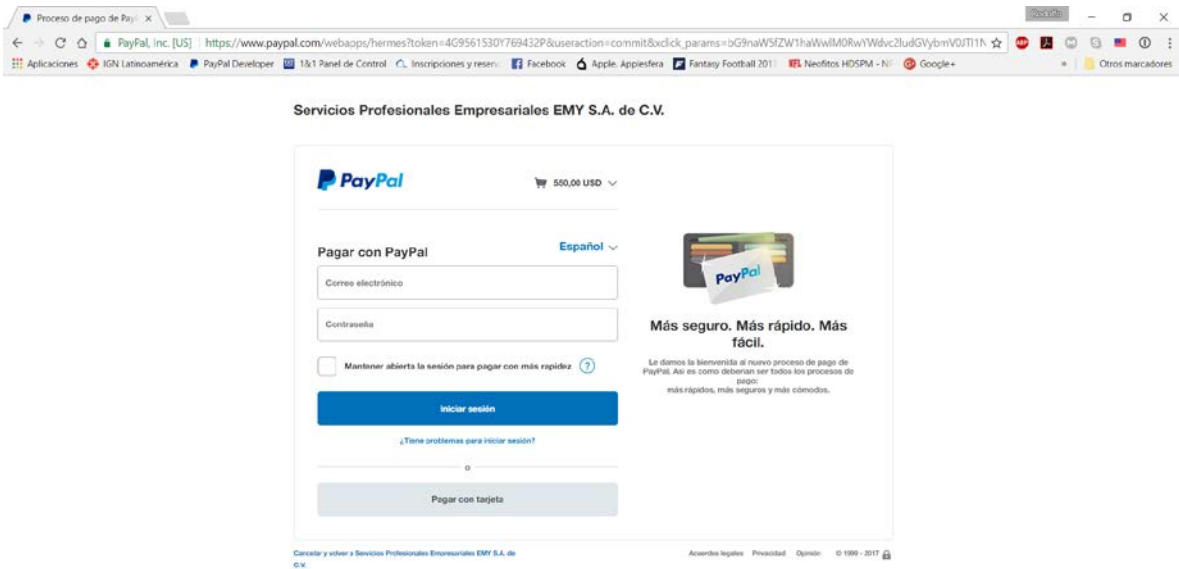 Proceso de pago de Pay
PayPal, Inc. [US] https://www.paypal.com/webapps/hermes?token=4G9561530Y769432P&useraction=commit&xclick_params=
Aplicaciones IGN Latinoamérica PayPal Developer 1&1 Panel de Control Inscripciones y reserv Facebook Apple. Appiesfera Fantasy Football 201 Neofitos HDSPM - NF Google+ » Otros marcadores
Servicios Profesionales Empresariales EMY S.A. de C.V.
PayPal 550,00 USD
Pagar con PayPal Español
Correo electrónico
Contraseña
Mantener abierta la sesión para pagar con más rapidez ?
Iniciar sesión
¿Tiene problemas para iniciar sesión?
o
Pagar con tarjeta
PayPal
Más seguro. Más rápido. Más
fácil.
Le damos la bienvenida al nuevo proceso de pago de
PayPal. Así es como deberían ser todos los procesos de
pago:
más rápidos, más seguros y más cómodos.
Cancelar y volver a Servicios Profesionales Empresariales EMY S.A. de
C.V.
Acuerdos legales Privacidad Opinión © 1999 - 2017